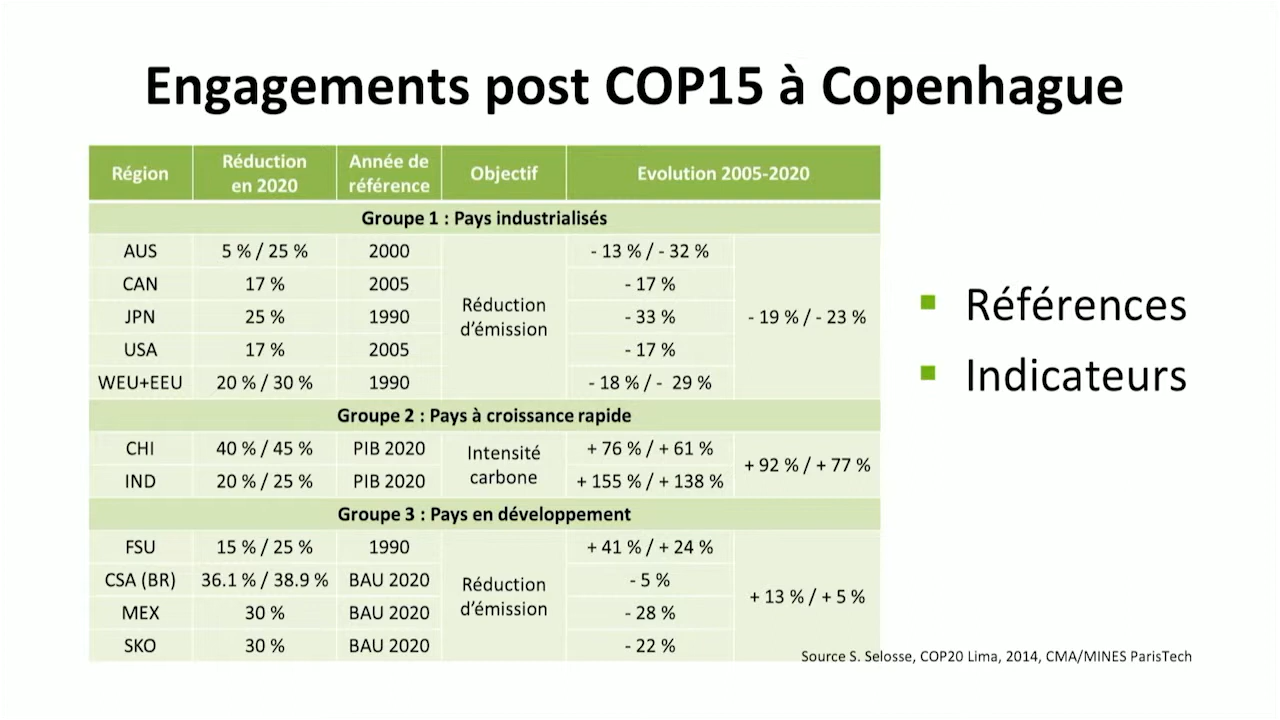 Engagements post COP15 à Copenhague
Région Réduction en 2020 Année de référence Objectif Evolution 2005-2020
Groupe 1 : Pays industrialisés
AUS 5 % / 25 % 2000 - 13 % / - 32 %
CAN 17 % 2005 - 17 %
JPN 25 % 1990 Réduction d'émission - 33 % - 19 % / - 23 %
USA 17 % 2005 - 17 %
WEU+EEU 20 % / 30 % 1990 - 18 % / - 29 %
Groupe 2 : Pays à croissance rapide
CHI 40 % / 45 % PIB 2020 Intensité carbone + 76 % / + 61 % + 92 % / + 77 %
IND 20 % / 25 % PIB 2020 + 155 % / + 138 %
Groupe 3 : Pays en développement
FSU 15 % / 25 % 1990 + 41 % / + 24 %
CSA (BR) 36.1 % / 38.9 % BAU 2020 Réduction d'émission - 5 % + 13 % / + 5 %
MEX 30 % BAU 2020 - 28 %
SKO 30 % BAU 2020 - 22 %
▪ Références
▪ Indicateurs
Source S. Selosse, COP20 Lima, 2014, CMA/MINES ParisTech